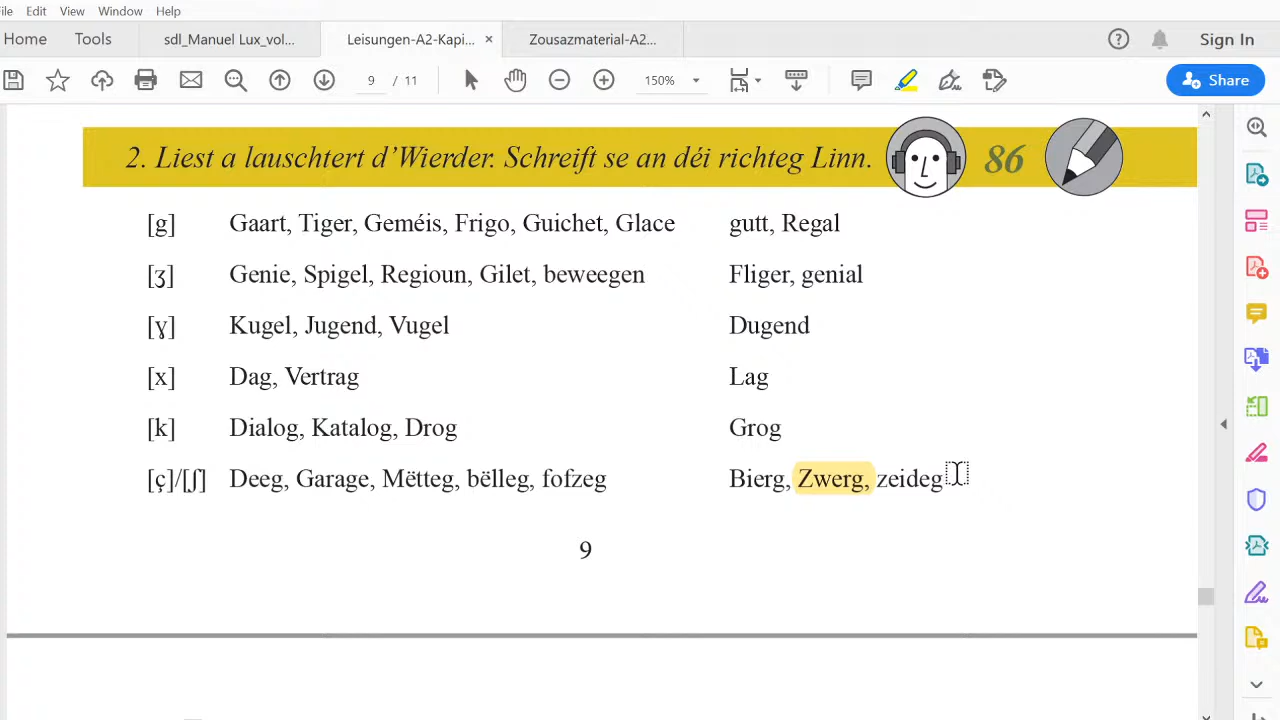 File Edit View Window Help
Home Tools sdl_Manuel Lux_vol... Leisungen-A2-Kapi... × Zousazmaterial-A2... Sign In
9 / 11 150% Share
2. Liest a lauschtert d'Wierder. Schreift se an déi richteg Linn. 86
[g] Gaart, Tiger, Geméis, Frigo, Guichet, Glace gutt, Regal
[ʒ] Genie, Spigel, Regioun, Gilet, beweegen Fliger, genial
[ɣ] Kugel, Jugend, Vugel Dugend
[x] Dag, Vertrag Lag
[k] Dialog, Katalog, Drog Grog
[ç]/[ʃ] Deeg, Garage, Mëtteg, bëlleg, fofzeg Bierg, Zwerg, zeideg
9